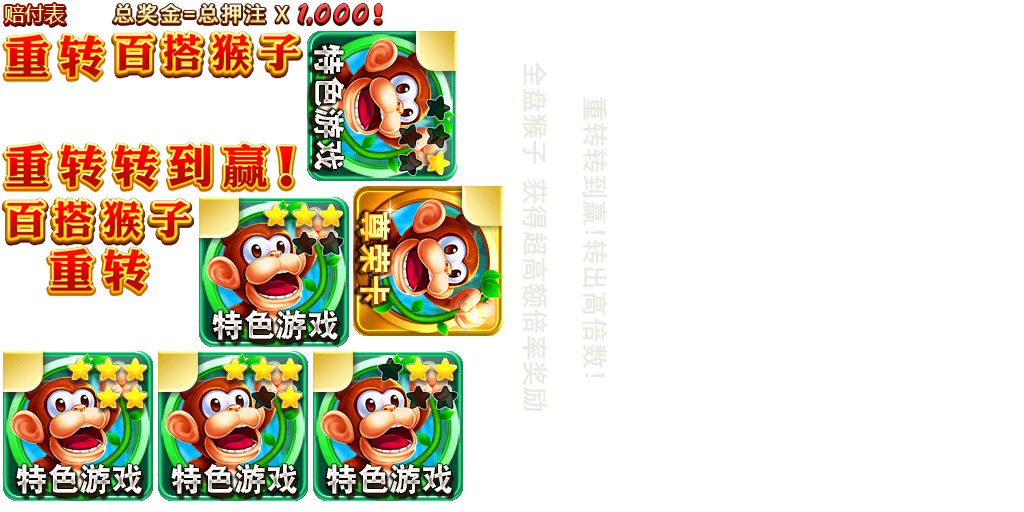 赔付表
总奖金=总押注 X 1,000!
重转百搭猴子
特色游戏
重转转到赢!
百搭猴子
重转
特色游戏
尊荣卡
全盘猴子 获得超高额倍率奖励
重转转到赢!转出高倍数!
特色游戏
特色游戏
特色游戏